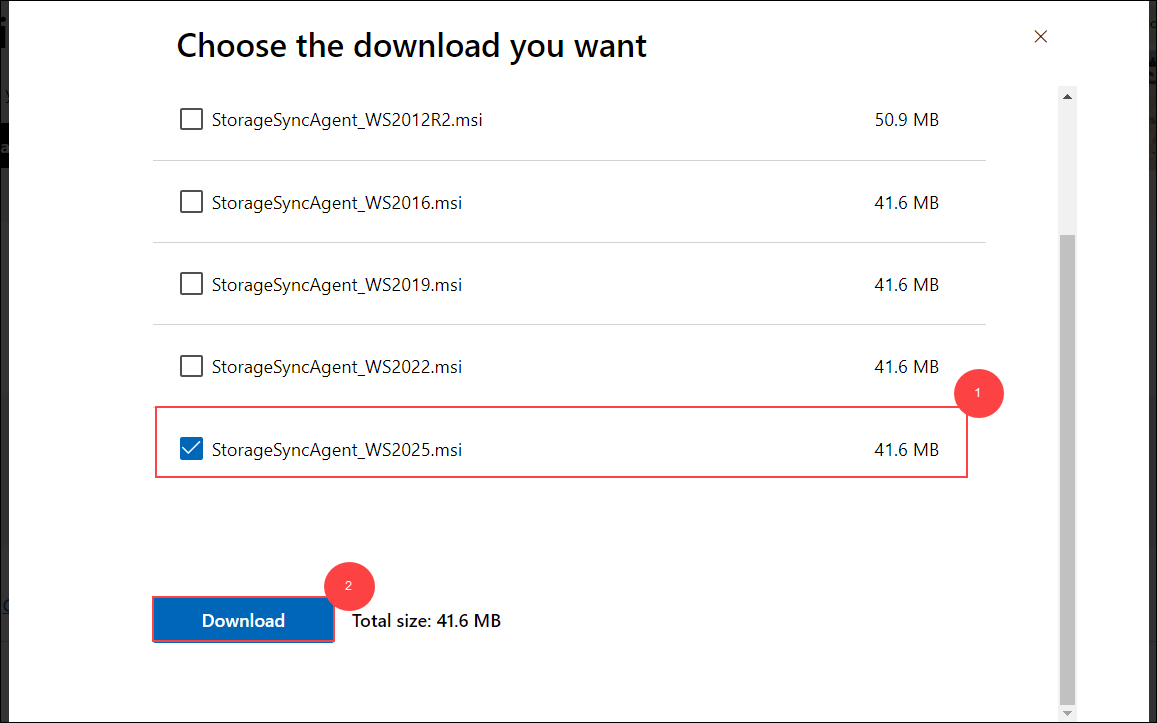 Choose the download you want
StorageSyncAgent_WS2012R2.msi 50.9 MB
StorageSyncAgent_WS2016.msi 41.6 MB
StorageSyncAgent_WS2019.msi 41.6 MB
StorageSyncAgent_WS2022.msi 41.6 MB
1
StorageSyncAgent_WS2025.msi 41.6 MB
2
Download Total size: 41.6 MB